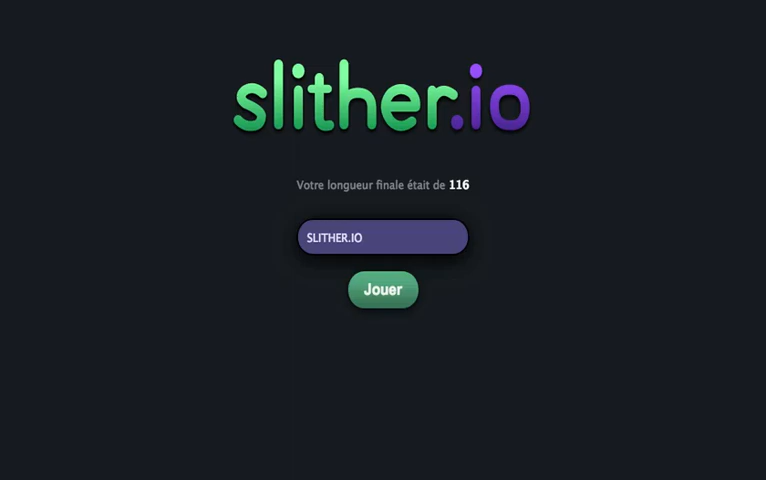 slither.io
Votre longueur finale était de 116
SLITHER.IO
Jouer